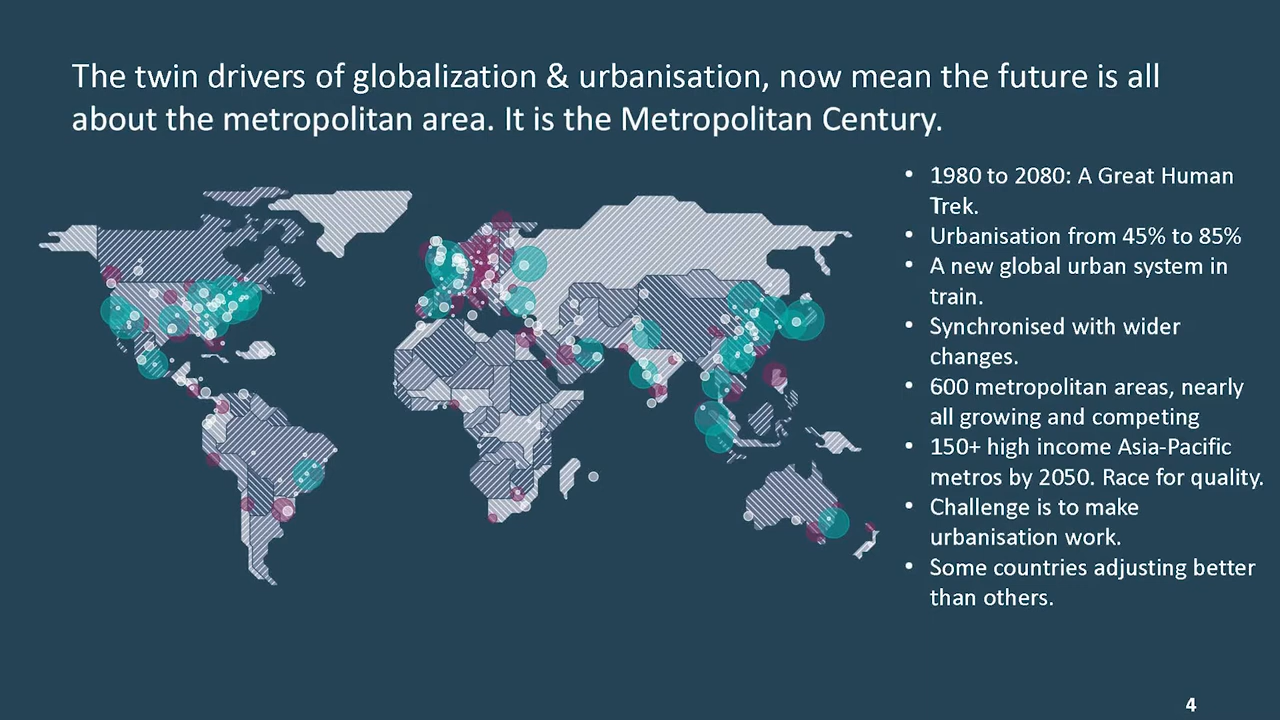 The twin drivers of globalization & urbanisation, now mean the future is all
about the metropolitan area. It is the Metropolitan Century.
• 1980 to 2080: A Great Human
Trek.
• Urbanisation from 45% to 85%
• A new global urban system in
train.
• Synchronised with wider
changes.
• 600 metropolitan areas, nearly
all growing and competing
• 150+ high income Asia-Pacific
metros by 2050. Race for quality.
• Challenge is to make
urbanisation work.
• Some countries adjusting better
than others.
4